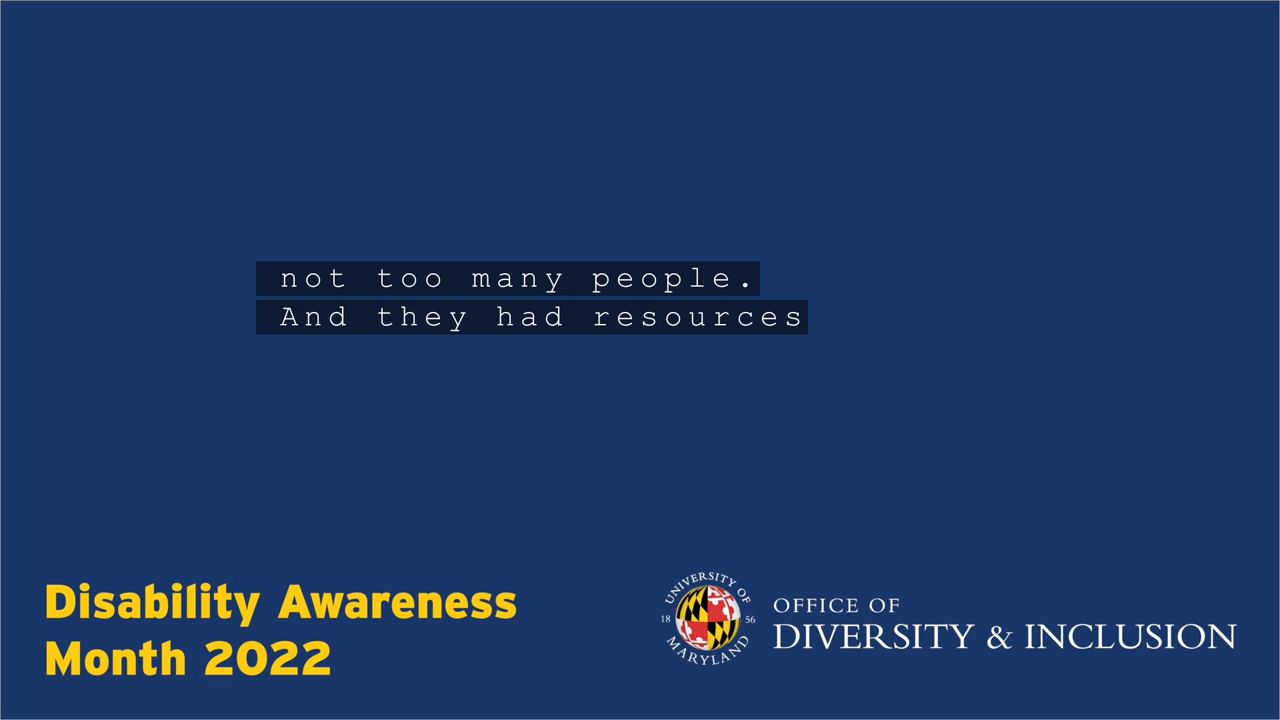 not too many people.
And they had resources
Disability Awareness
Month 2022
UNIVERSITY OF
18 56
MARYLAND
OFFICE OF
DIVERSITY & INCLUSION